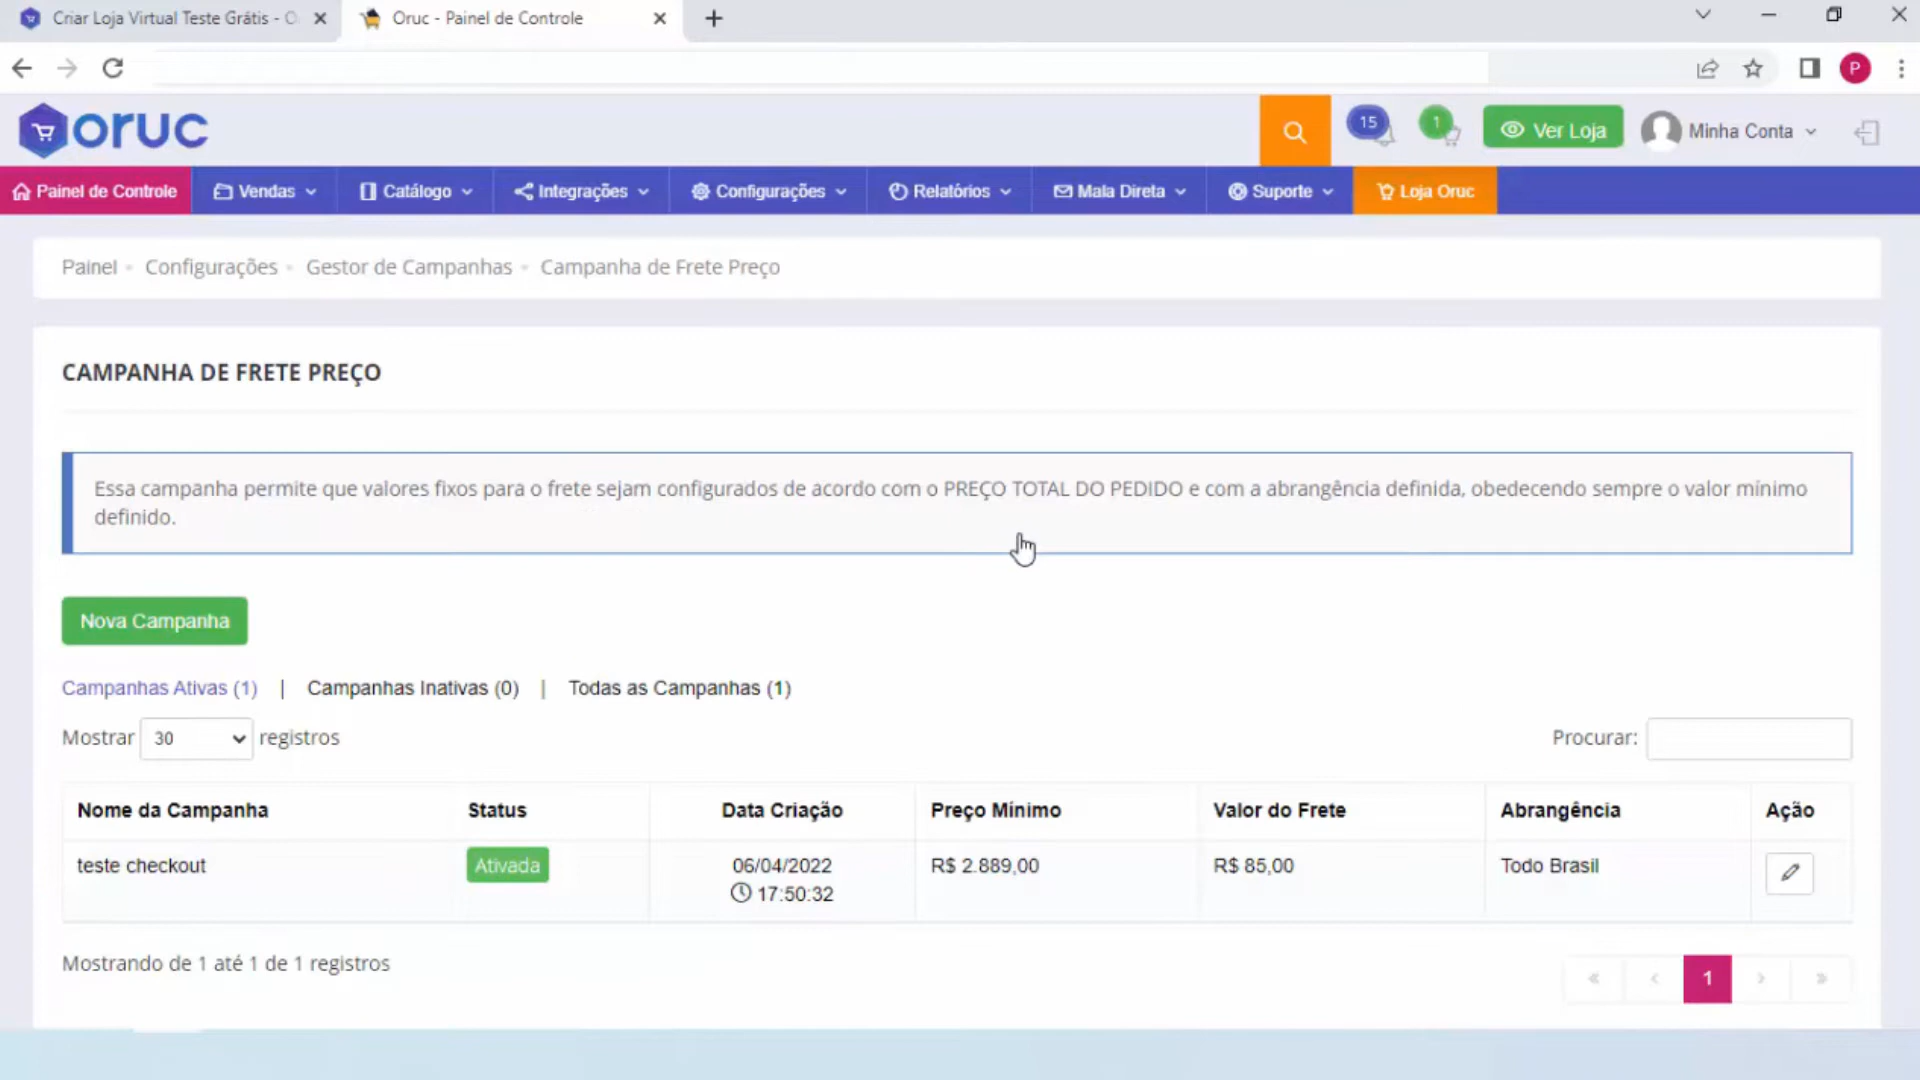 Criar Loja Virtual Teste Grátis - O
Oruc - Painel de Controle
P
oruc
15
1
Ver Loja
Minha Conta
Painel de Controle
Vendas
Catálogo
Integrações
Configurações
Relatórios
Mala Direta
Suporte
Loja Oruc
Painel
Configurações
Gestor de Campanhas
Campanha de Frete Preço
CAMPANHA DE FRETE PREÇO
Essa campanha permite que valores fixos para o frete sejam configurados de acordo com o PREÇO TOTAL DO PEDIDO e com a abrangência definida, obedecendo sempre o valor mínimo
definido.
Nova Campanha
Campanhas Ativas (1) | Campanhas Inativas (0) | Todas as Campanhas (1)
Mostrar 30 registros
Procurar:
Nome da Campanha Status Data Criação Preço Mínimo Valor do Frete Abrangência Ação
teste checkout Ativada 06/04/2022 R$ 2.889,00 R$ 85,00 Todo Brasil
17:50:32
Mostrando de 1 até 1 de 1 registros
« ‹ 1 › »